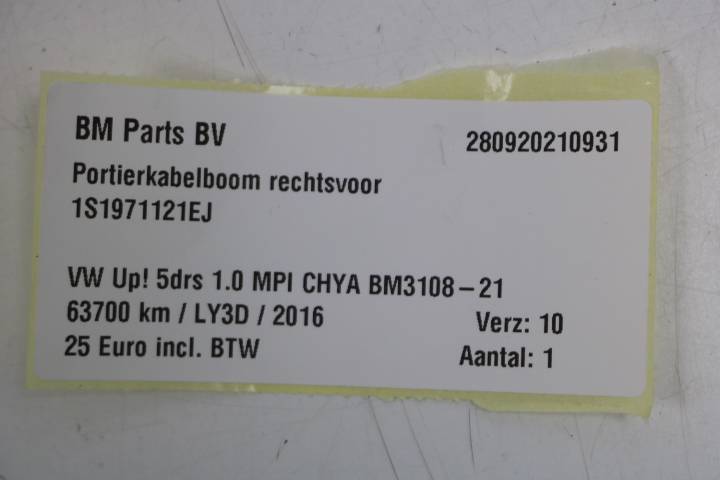 BM Parts BV 280920210931
Portierkabelboom rechtsvoor
1S1971121EJ
VW Up! 5drs 1.0 MPI CHYA BM3108-21
63700 km / LY3D / 2016 Verz: 10
25 Euro incl. BTW Aantal: 1